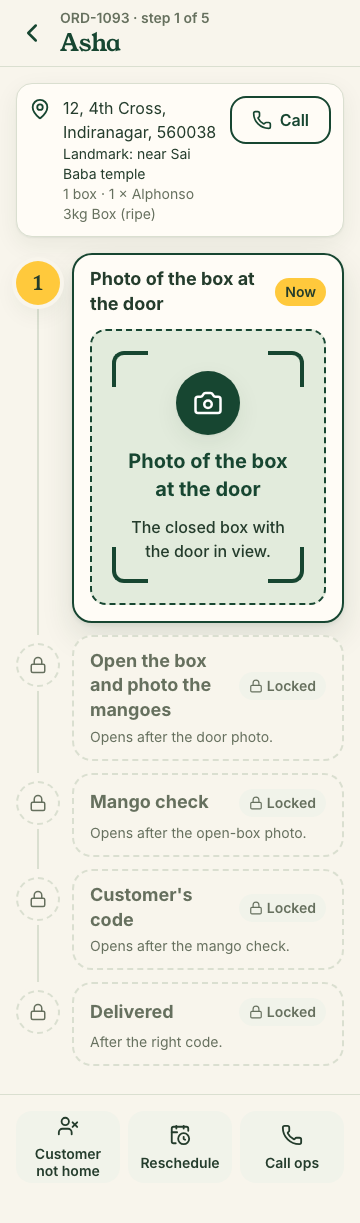 ORD-1093 · step 1 of 5
Asha
12, 4th Cross,
Indiranagar, 560038
Landmark: near Sai
Baba temple
1 box · 1 × Alphonso
3kg Box (ripe)
Call
1
Photo of the box at
the door
Now
Photo of the box
at the door
The closed box with
the door in view.
Open the box
and photo the
mangoes
Locked
Opens after the door photo.
Mango check
Locked
Opens after the open-box photo.
Customer's
code
Locked
Opens after the mango check.
Delivered
Locked
After the right code.
Customer
not home
Reschedule
Call ops